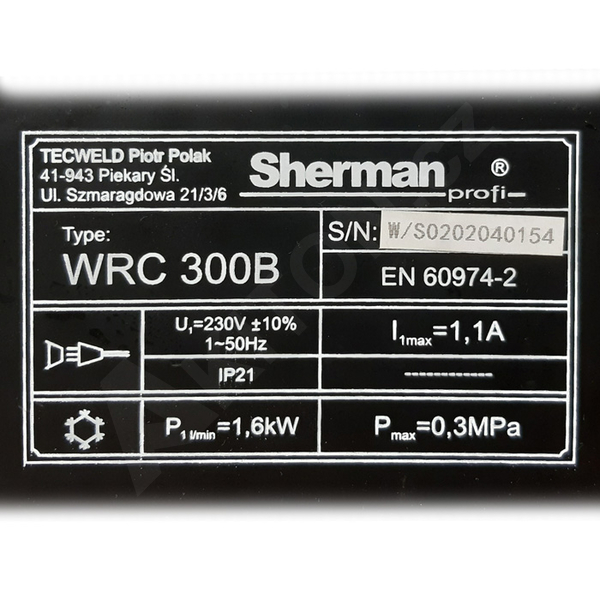 TECWELD Piotr Polak
41-943 Piekary Śl.
Ul. Szmaragdowa 21/3/6
Sherman ®
profi
Type:
WRC 300B
S/N: W/S0202040154
EN 60974-2
U₁=230V ±10%
1~50Hz
I₁max=1,1A
IP21
------------
P₁ l/min=1,6kW
Pmax=0,3MPa